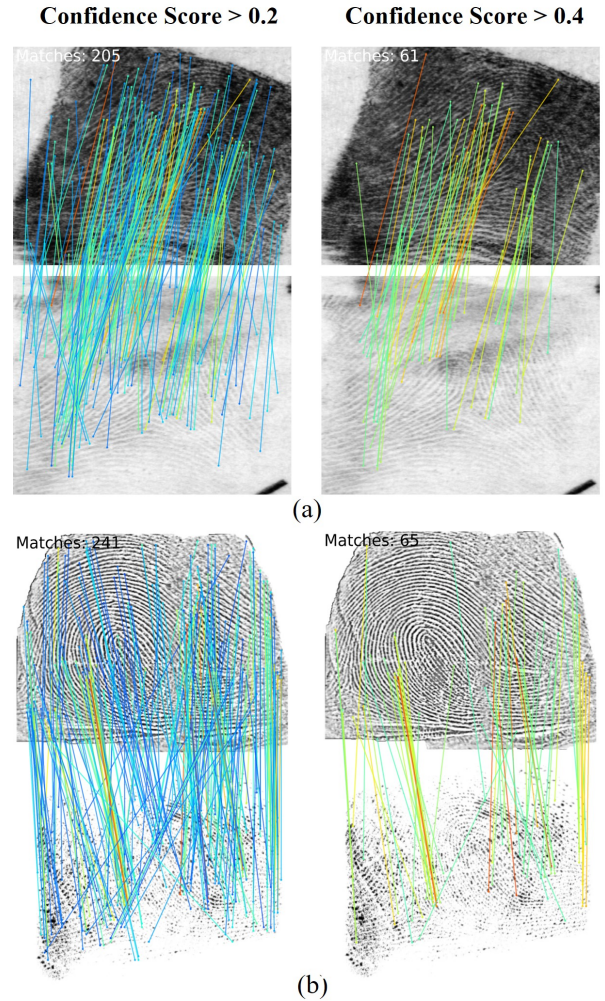 Confidence Score > 0.2
Confidence Score > 0.4
Matches: 205
Matches: 61
(a)
Matches: 241
Matches: 65
(b)